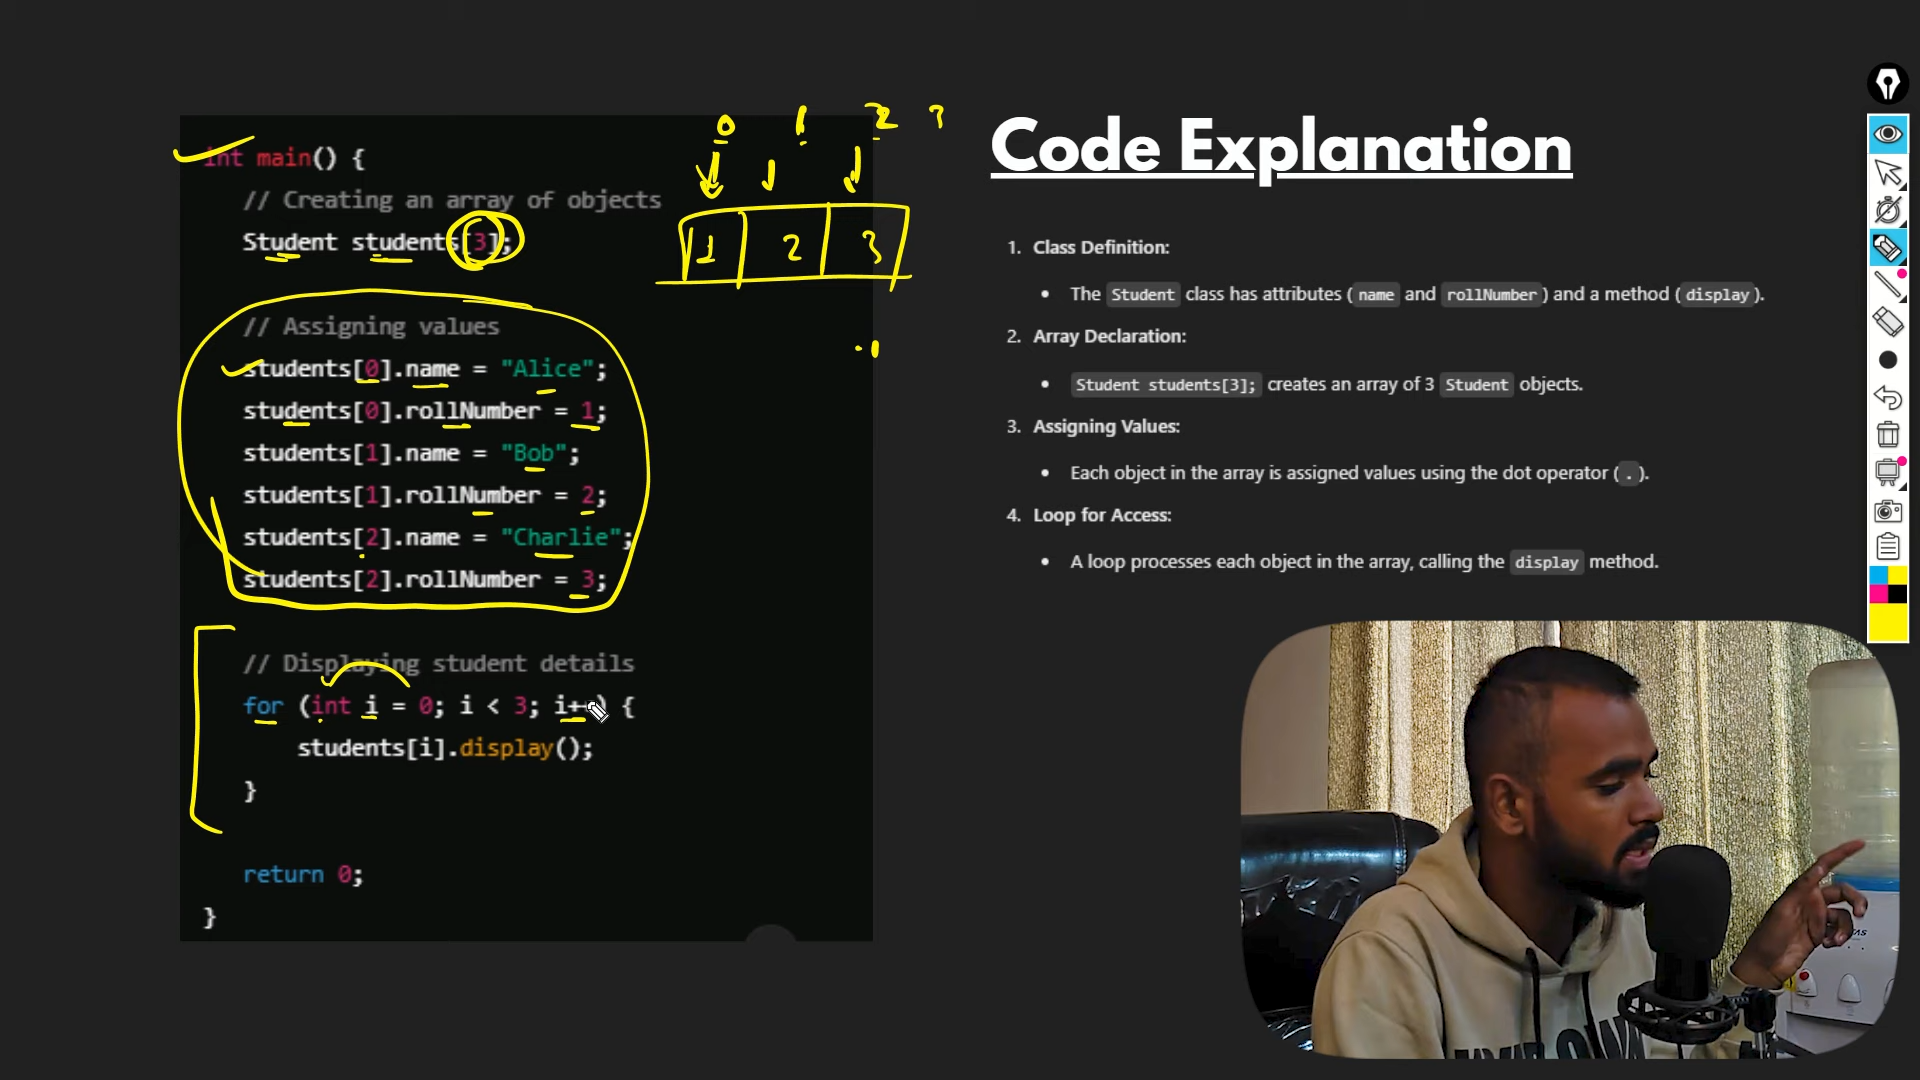 int main() {
// Creating an array of objects
Student students[3];
// Assigning values
students[0].name = "Alice";
students[0].rollNumber = 1;
students[1].name = "Bob";
students[1].rollNumber = 2;
students[2].name = "Charlie";
students[2].rollNumber = 3;
// Displaying student details
for (int i = 0; i < 3; i++) {
students[i].display();
}
return 0;
}
0 1 2 ?
1 2 3
Code Explanation
1. Class Definition:
• The Student class has attributes (name and rollNumber) and a method (display).
2. Array Declaration:
• Student students[3]; creates an array of 3 Student objects.
3. Assigning Values:
• Each object in the array is assigned values using the dot operator (.).
4. Loop for Access:
• A loop processes each object in the array, calling the display method.